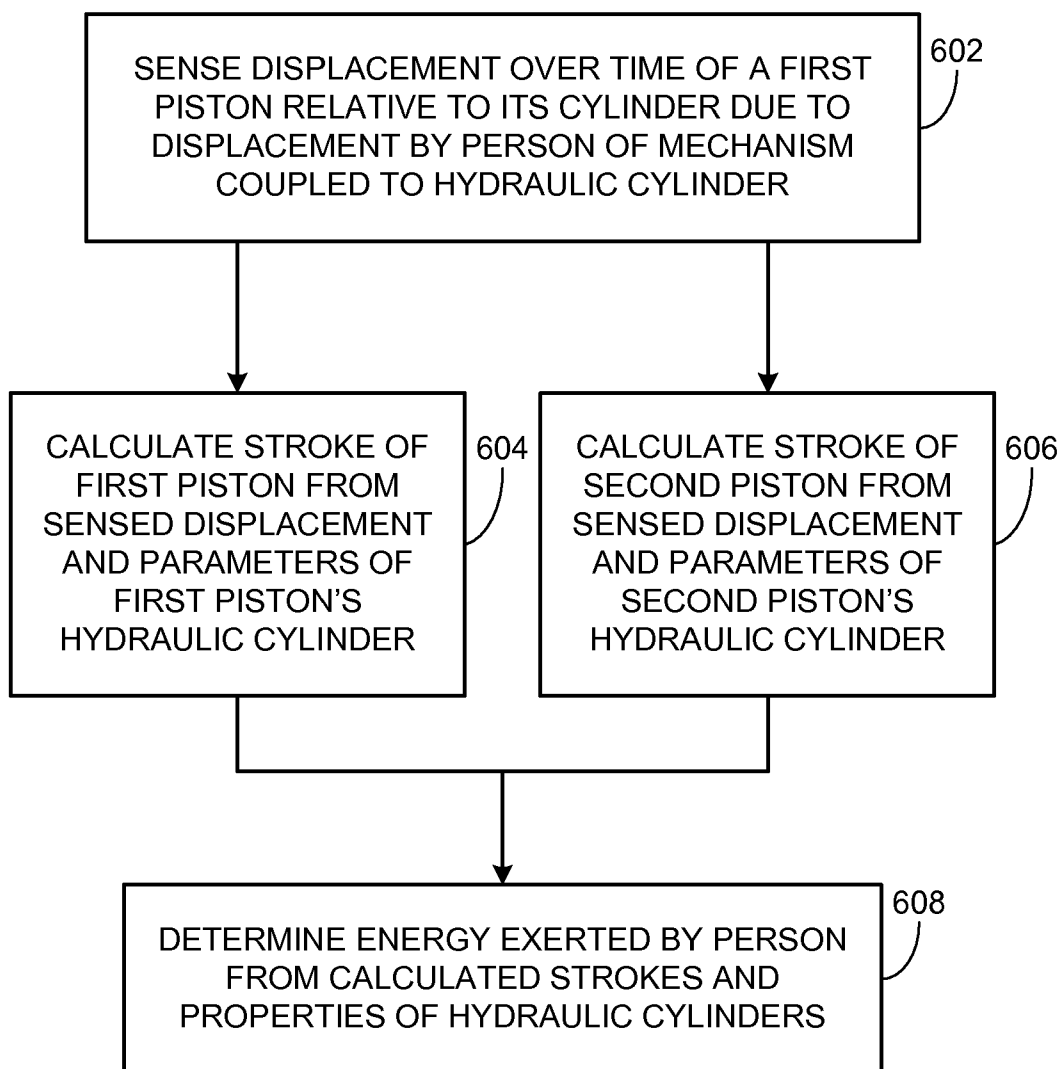 SENSE DISPLACEMENT OVER TIME OF A FIRST
PISTON RELATIVE TO ITS CYLINDER DUE TO
DISPLACEMENT BY PERSON OF MECHANISM
COUPLED TO HYDRAULIC CYLINDER
602
CALCULATE STROKE OF
FIRST PISTON FROM
SENSED DISPLACEMENT
AND PARAMETERS OF
FIRST PISTON'S
HYDRAULIC CYLINDER
604
CALCULATE STROKE OF
SECOND PISTON FROM
SENSED DISPLACEMENT
AND PARAMETERS OF
SECOND PISTON'S
HYDRAULIC CYLINDER
606
DETERMINE ENERGY EXERTED BY PERSON
FROM CALCULATED STROKES AND
PROPERTIES OF HYDRAULIC CYLINDERS
608